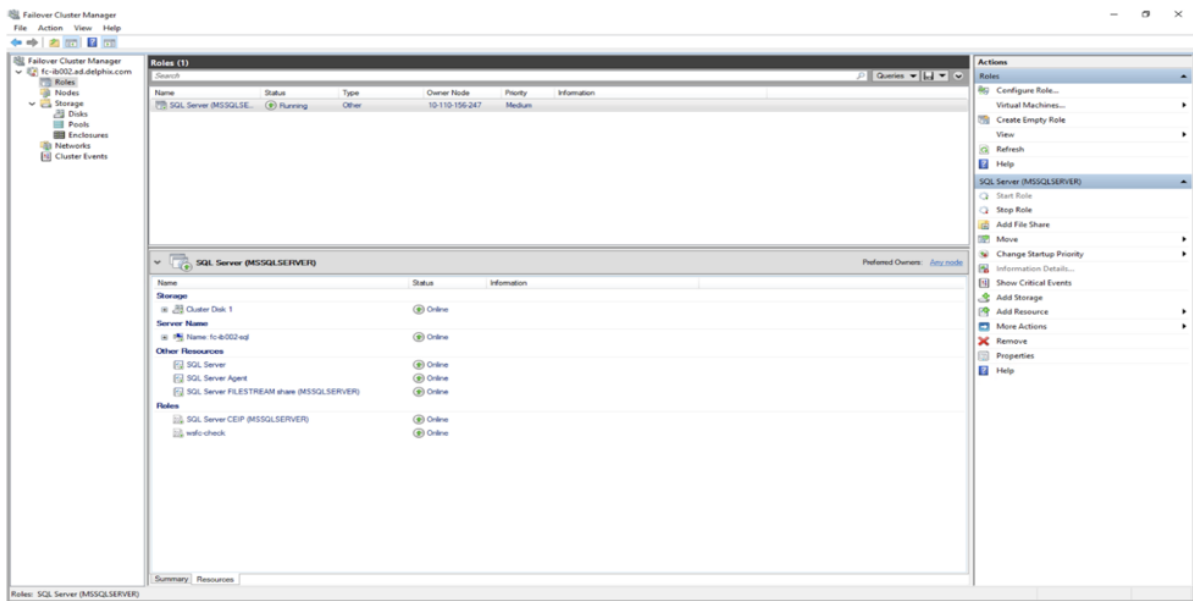 Failover Cluster Manager
File Action View Help
Failover Cluster Manager
fc-ib002.ad.delphix.com
Roles
Nodes
Storage
Disks
Pools
Enclosures
Networks
Cluster Events
Roles (1)
Search
Queries
Name Status Type Owner Node Priority Information
SQL Server (MSSQLSE... Running Other 10-110-156-247 Medium
SQL Server (MSSQLSERVER)
Preferred Owners: Any node
Name Status Information
Storage
Cluster Disk 1 Online
Server Name
Name: fc-ib002-sql Online
Other Resources
SQL Server Online
SQL Server Agent Online
SQL Server FILESTREAM share (MSSQLSERVER) Online
Roles
SQL Server CEIP (MSSQLSERVER) Online
wsfc-check Online
Summary Resources
Actions
Roles
Configure Role...
Virtual Machines...
Create Empty Role
View
Refresh
Help
SQL Server (MSSQLSERVER)
Start Role
Stop Role
Add File Share
Move
Change Startup Priority
Information Details...
Show Critical Events
Add Storage
Add Resource
More Actions
Remove
Properties
Help
Roles: SQL Server (MSSQLSERVER)